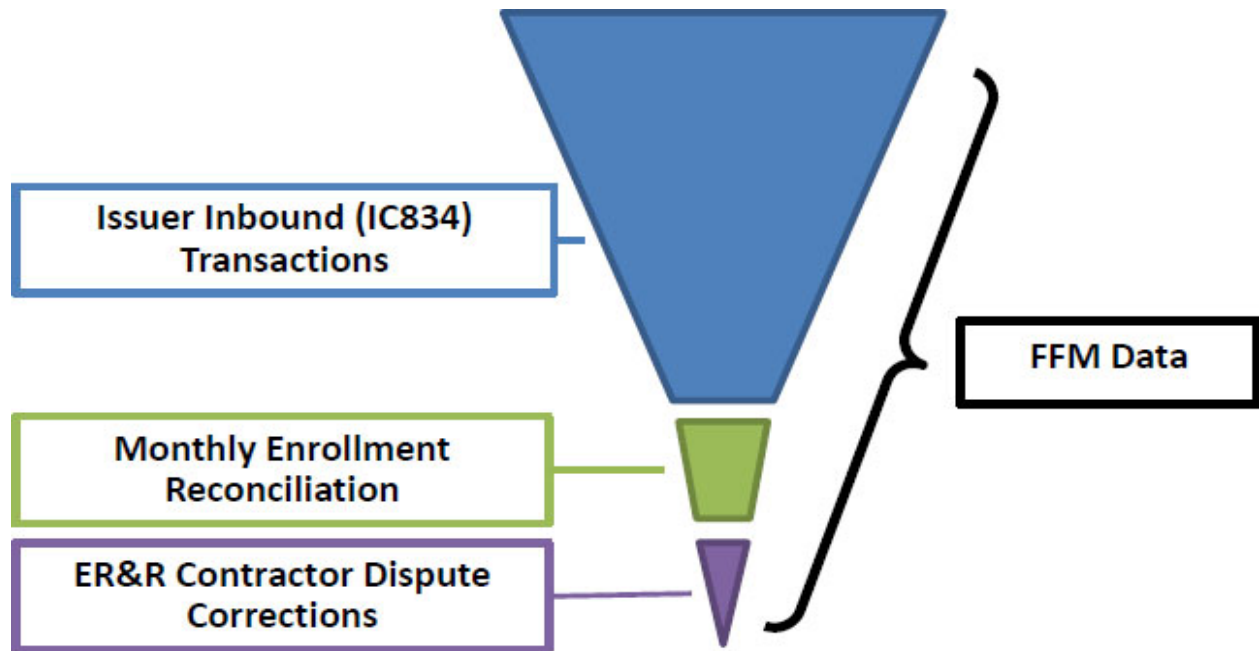 Issuer Inbound (IC834)
Transactions
FFM Data
Monthly Enrollment
Reconciliation
ER&R Contractor Dispute
Corrections